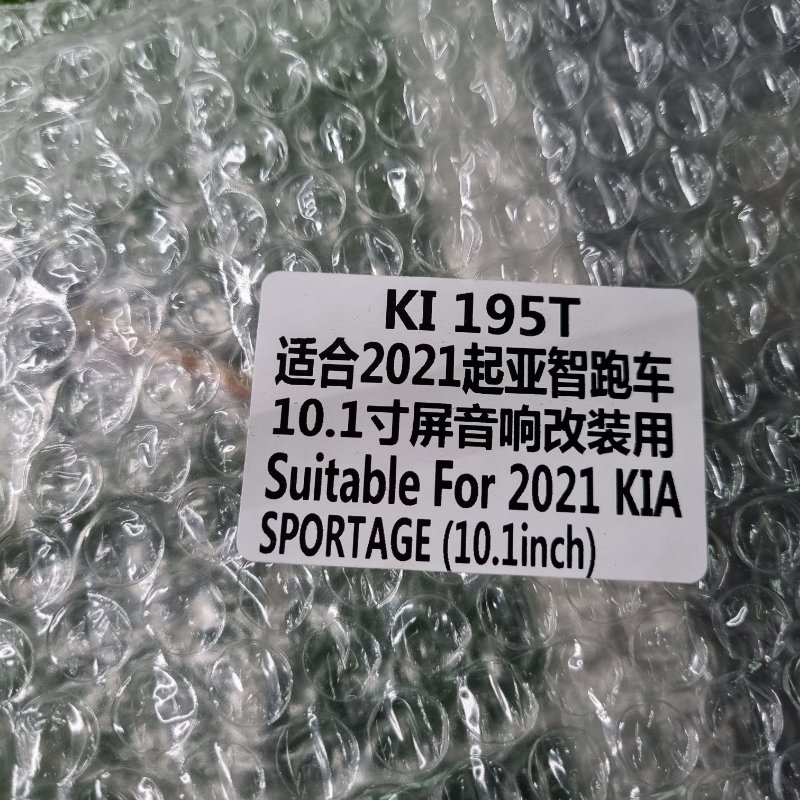 KI 195T
适合2021起亚智跑车
10.1寸屏音响改装用
Suitable For 2021 KIA
SPORTAGE (10.1inch)